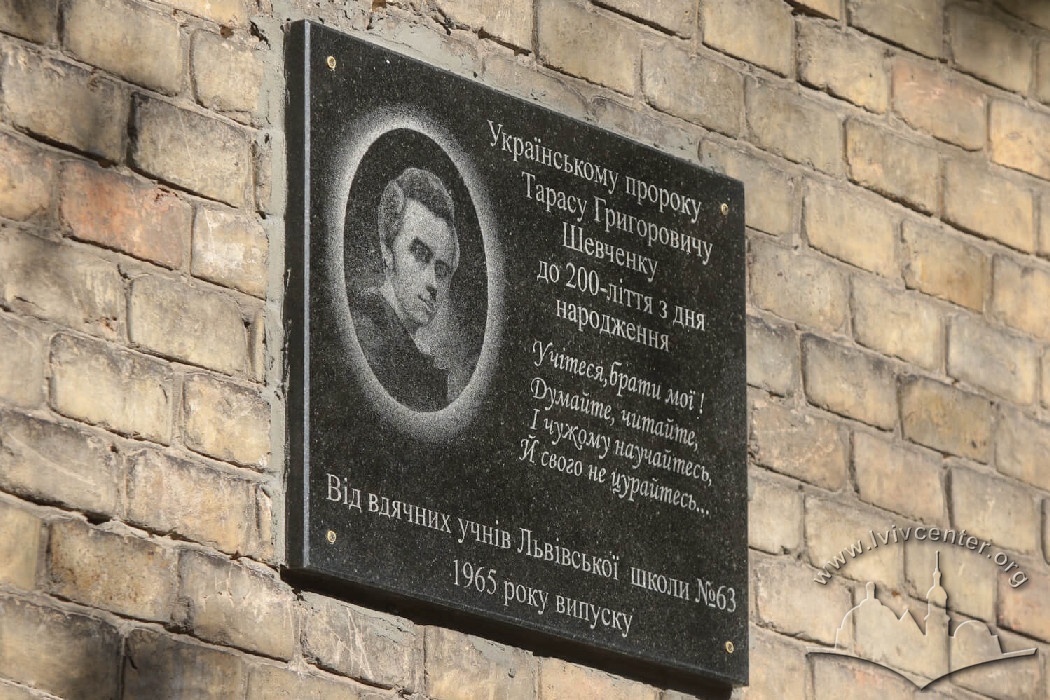 Українському пророку
Тарасу Григоровичу
Шевченку
до 200-ліття з дня
народження
Учітеся,брати мої !
Думайте, читайте,
І чужому научайтесь,
Й свого не цурайтесь...
Від вдячних учнів Львівської школи №63
1965 року випуску
www.lvivcenter.org